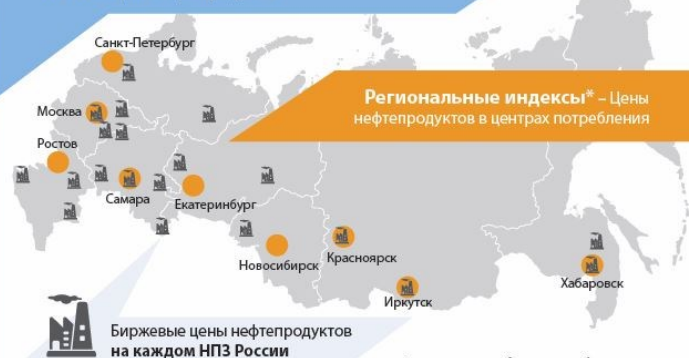 Санкт-Петербург
Региональные индексы* – Цены
нефтепродуктов в центрах потребления
Москва
Ростов
Самара
Екатеринбург
Новосибирск
Красноярск
Иркутск
Хабаровск
Биржевые цены нефтепродуктов
на каждом НПЗ России